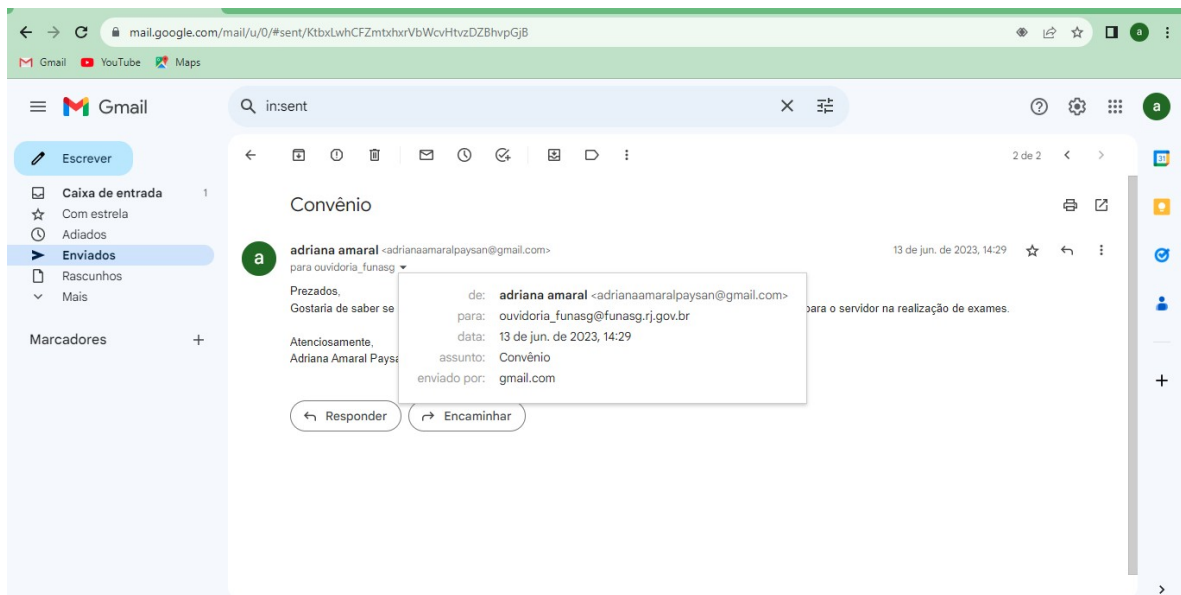 mail.google.com/mail/u/0/#sent/KtbxLwhCFZmtxhxrVbWcvHtvzDZBhvpGjB
a
Gmail YouTube Maps
Gmail
in:sent
a
Escrever
2 de 2
31
Caixa de entrada 1
Com estrela
Adiados
Enviados
Rascunhos
Mais
Marcadores
Convênio
a
adriana amaral <adrianaamaralpaysan@gmail.com>
13 de jun. de 2023, 14:29
para ouvidoria_funasg
Prezados,
Gostaria de saber se
para o servidor na realização de exames.
Atenciosamente,
Adriana Amaral Paysa
de: adriana amaral <adrianaamaralpaysan@gmail.com>
para: ouvidoria_funasg@funasg.rj.gov.br
data: 13 de jun. de 2023, 14:29
assunto: Convênio
enviado por: gmail.com
Responder
Encaminhar